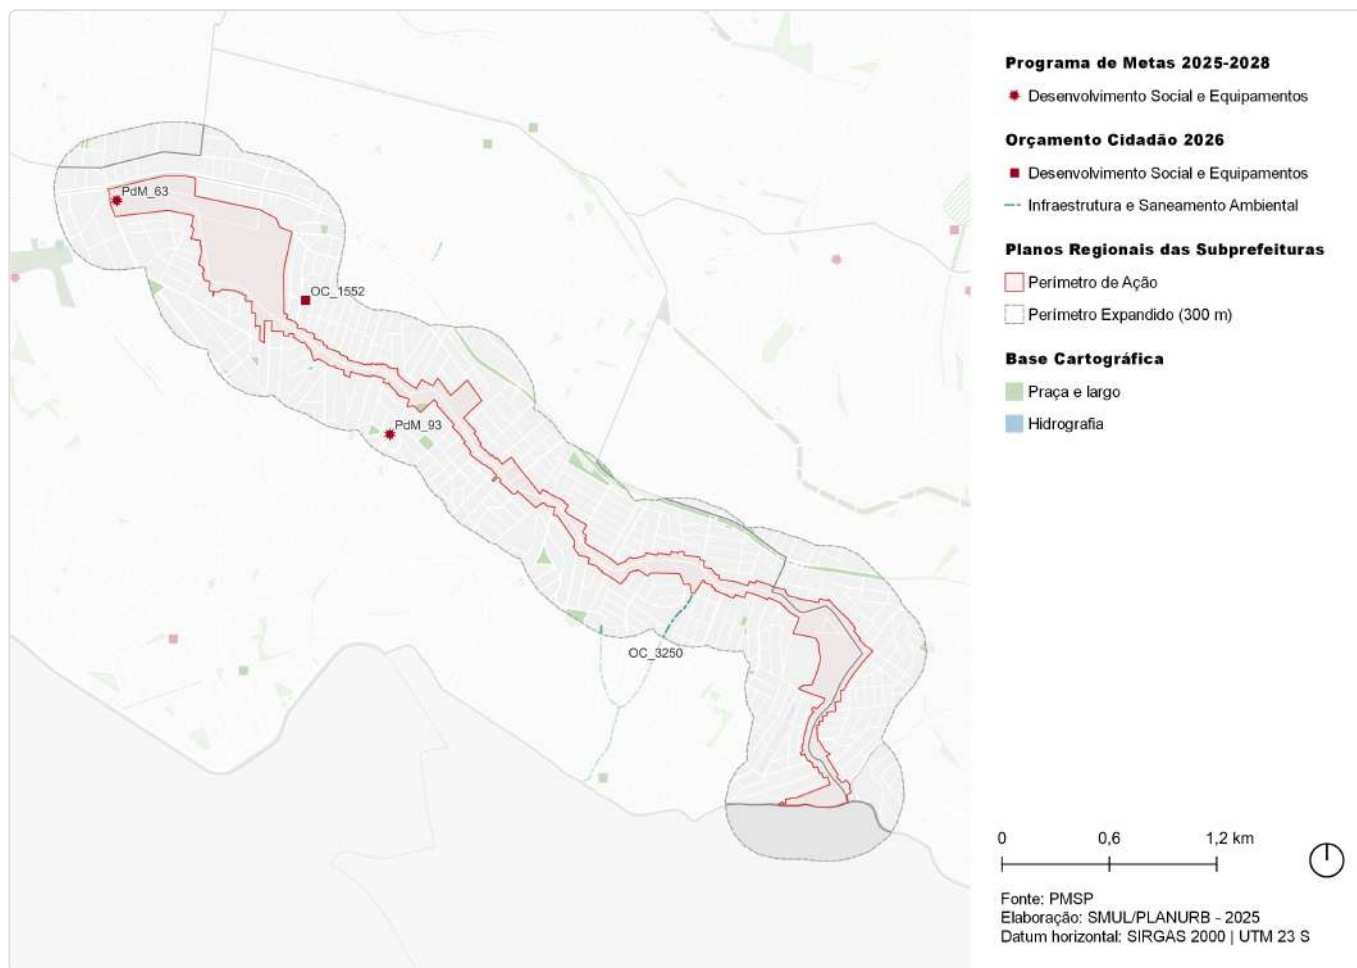 Programa de Metas 2025-2028
Desenvolvimento Social e Equipamentos
Orçamento Cidadão 2026
Desenvolvimento Social e Equipamentos
Infraestrutura e Saneamento Ambiental
Planos Regionais das Subprefeituras
Perímetro de Ação
Perímetro Expandido (300 m)
Base Cartográfica
Praça e largo
Hidrografia
PdM_63
OC_1552
PdM_93
OC_3250
0 0,6 1,2 km
Fonte: PMSP
Elaboração: SMUL/PLANURB - 2025
Datum horizontal: SIRGAS 2000 | UTM 23 S